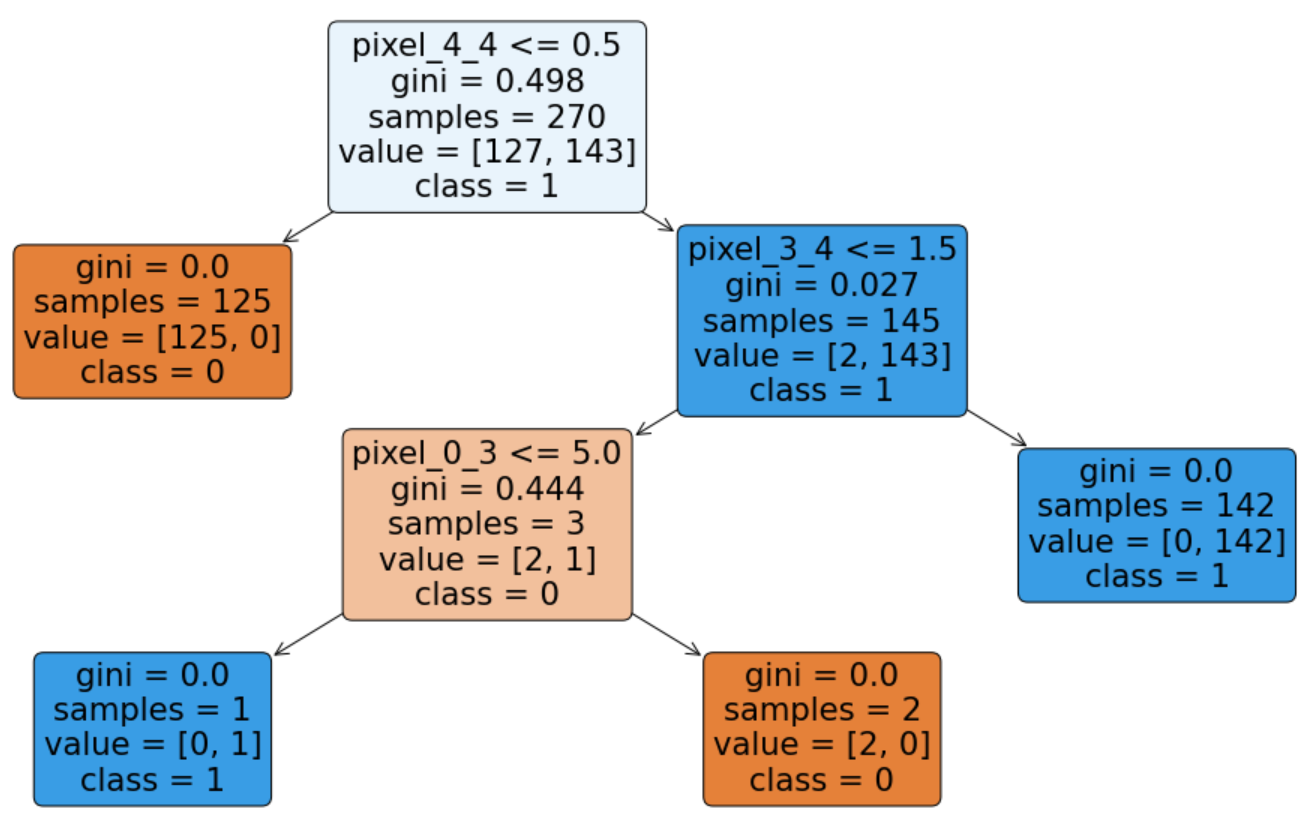 pixel_4_4 <= 0.5
gini = 0.498
samples = 270
value = [127, 143]
class = 1
gini = 0.0
samples = 125
value = [125, 0]
class = 0
pixel_3_4 <= 1.5
gini = 0.027
samples = 145
value = [2, 143]
class = 1
pixel_0_3 <= 5.0
gini = 0.444
samples = 3
value = [2, 1]
class = 0
gini = 0.0
samples = 142
value = [0, 142]
class = 1
gini = 0.0
samples = 1
value = [0, 1]
class = 1
gini = 0.0
samples = 2
value = [2, 0]
class = 0